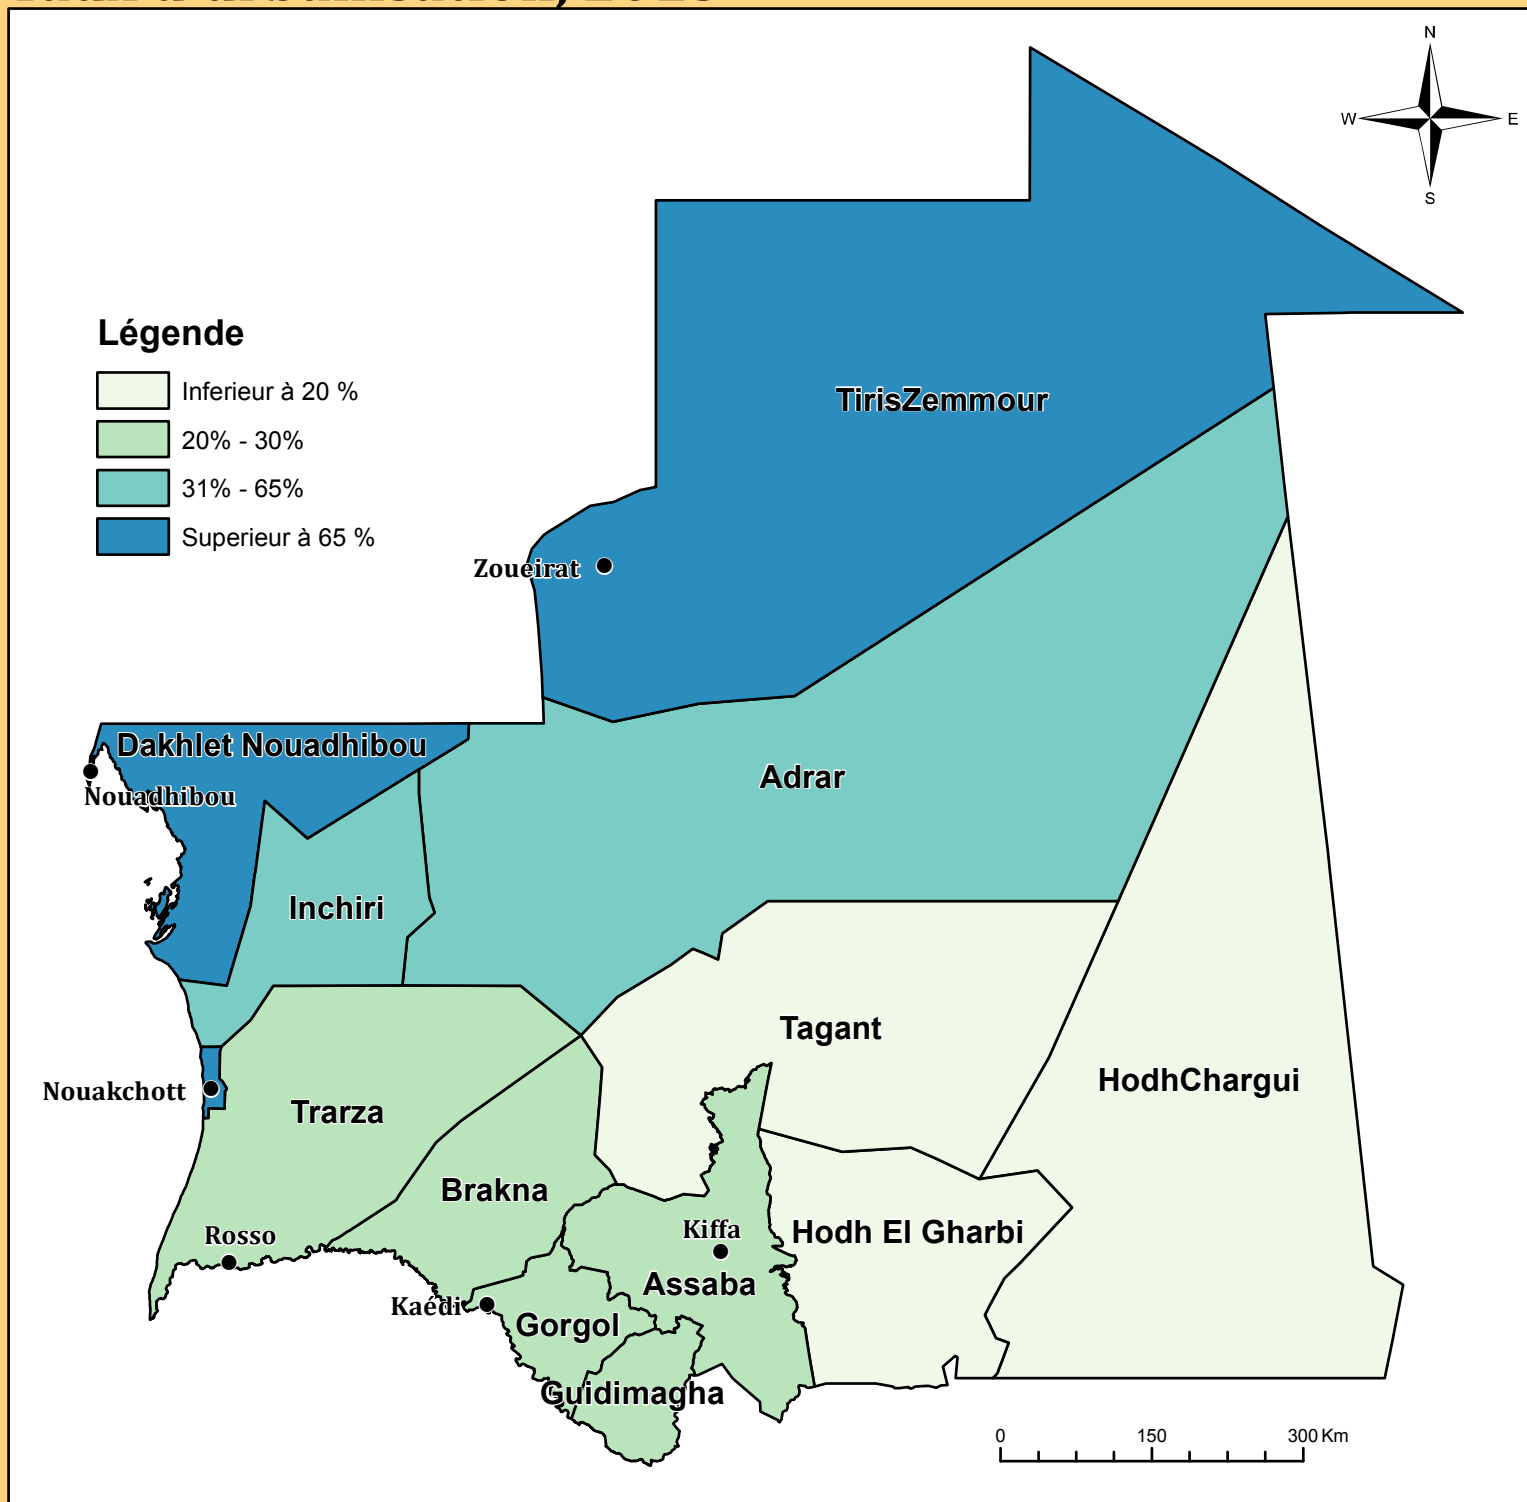 N
W
E
S
Légende
Inferieur à 20 %
20% - 30%
31% - 65%
Superieur à 65 %
TirisZemmour
Zoueirat
Dakhlet Nouadhibou
Nouadhibou
Adrar
Inchiri
Tagant
Nouakchott
HodhChargui
Trarza
Brakna
Rosso
Kiffa
Hodh El Gharbi
Assaba
Kaédi
Gorgol
Guidimagha
0
150
300 Km